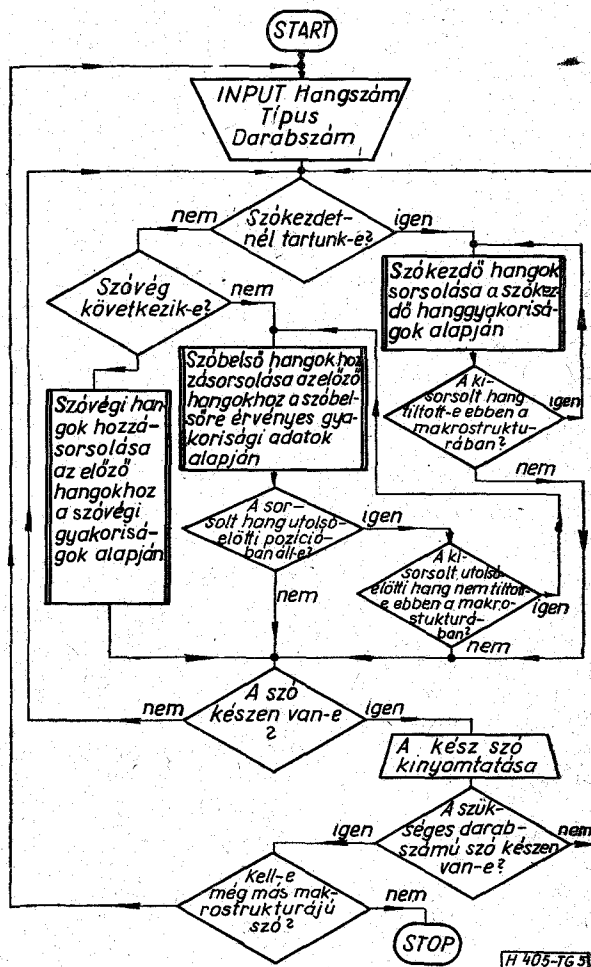 START
INPUT Hangszám
Típus
Darabszám
nem
Szókezdet-
nél tartunk-e?
igen
Szóvég
következik-e?
nem
Szókezdő hangok
sorsolása a szókez
dő hanggyakorisá-
gok alapján
Szóbelső hangokhoz
zásorsolása azelőző
hangokhoz a szóbel-
sőre érvényes gya-
korisági adatok
alapján
A ki-
sorsolt hang
tiltott-e ebben a
makrostruktu-
rában?
igen
nem
Szóvégi han
gok hozzá-
sorsolása
az előző
hangokhoz
a szóvégi
gyakorisá-
gok alapján
A sor-
solt hang utolsó-
előtti pozíció-
ban áll-e?
igen
nem
A ki-
sorsolt utolsó-
előtti hang nem tiltott-
e ebben a makro-
stukturá-
ban?
igen
nem
nem
A szó
készen van-e
?
igen
A kész szó
kinyomtatása
A szük-
séges darab-
számú szó készen
van-e?
nem
igen
Kell-e
még más mak-
rostrukturájú
szó?
nem
STOP
H 405-TG 5